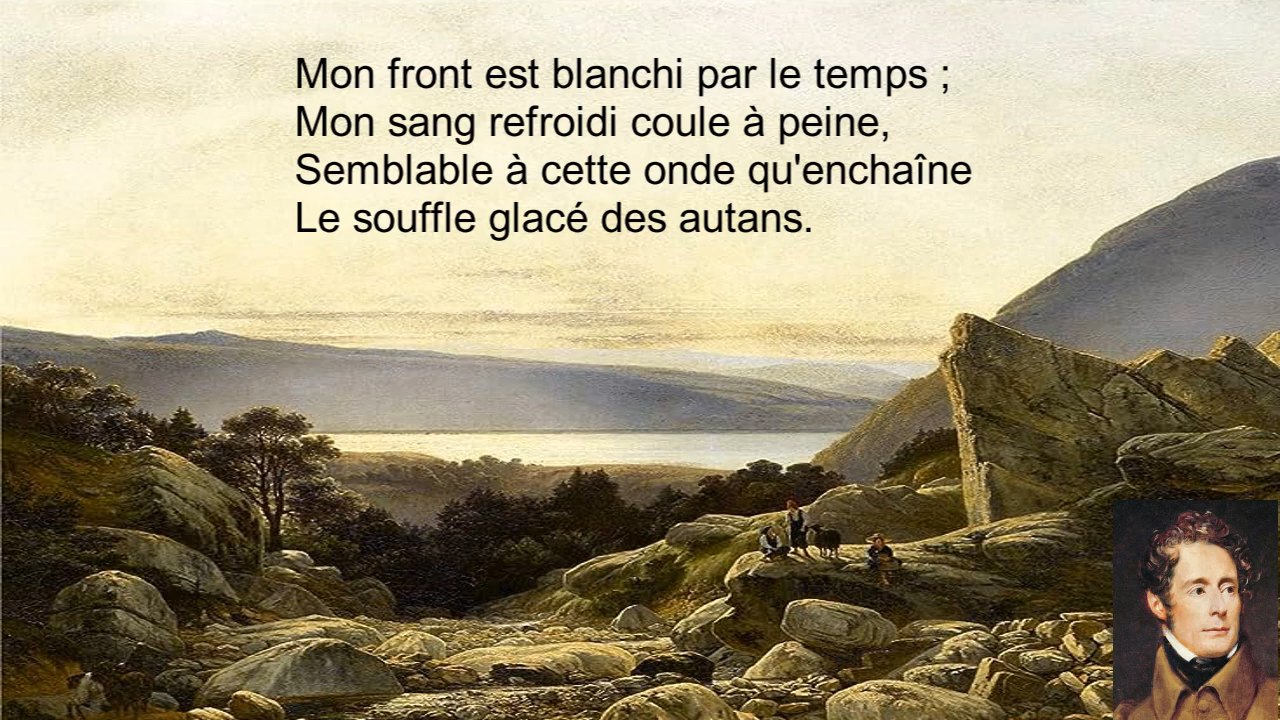 Mon front est blanchi par le temps ;
Mon sang refroidi coule à peine,
Semblable à cette onde qu'enchaîne
Le souffle glacé des autans.